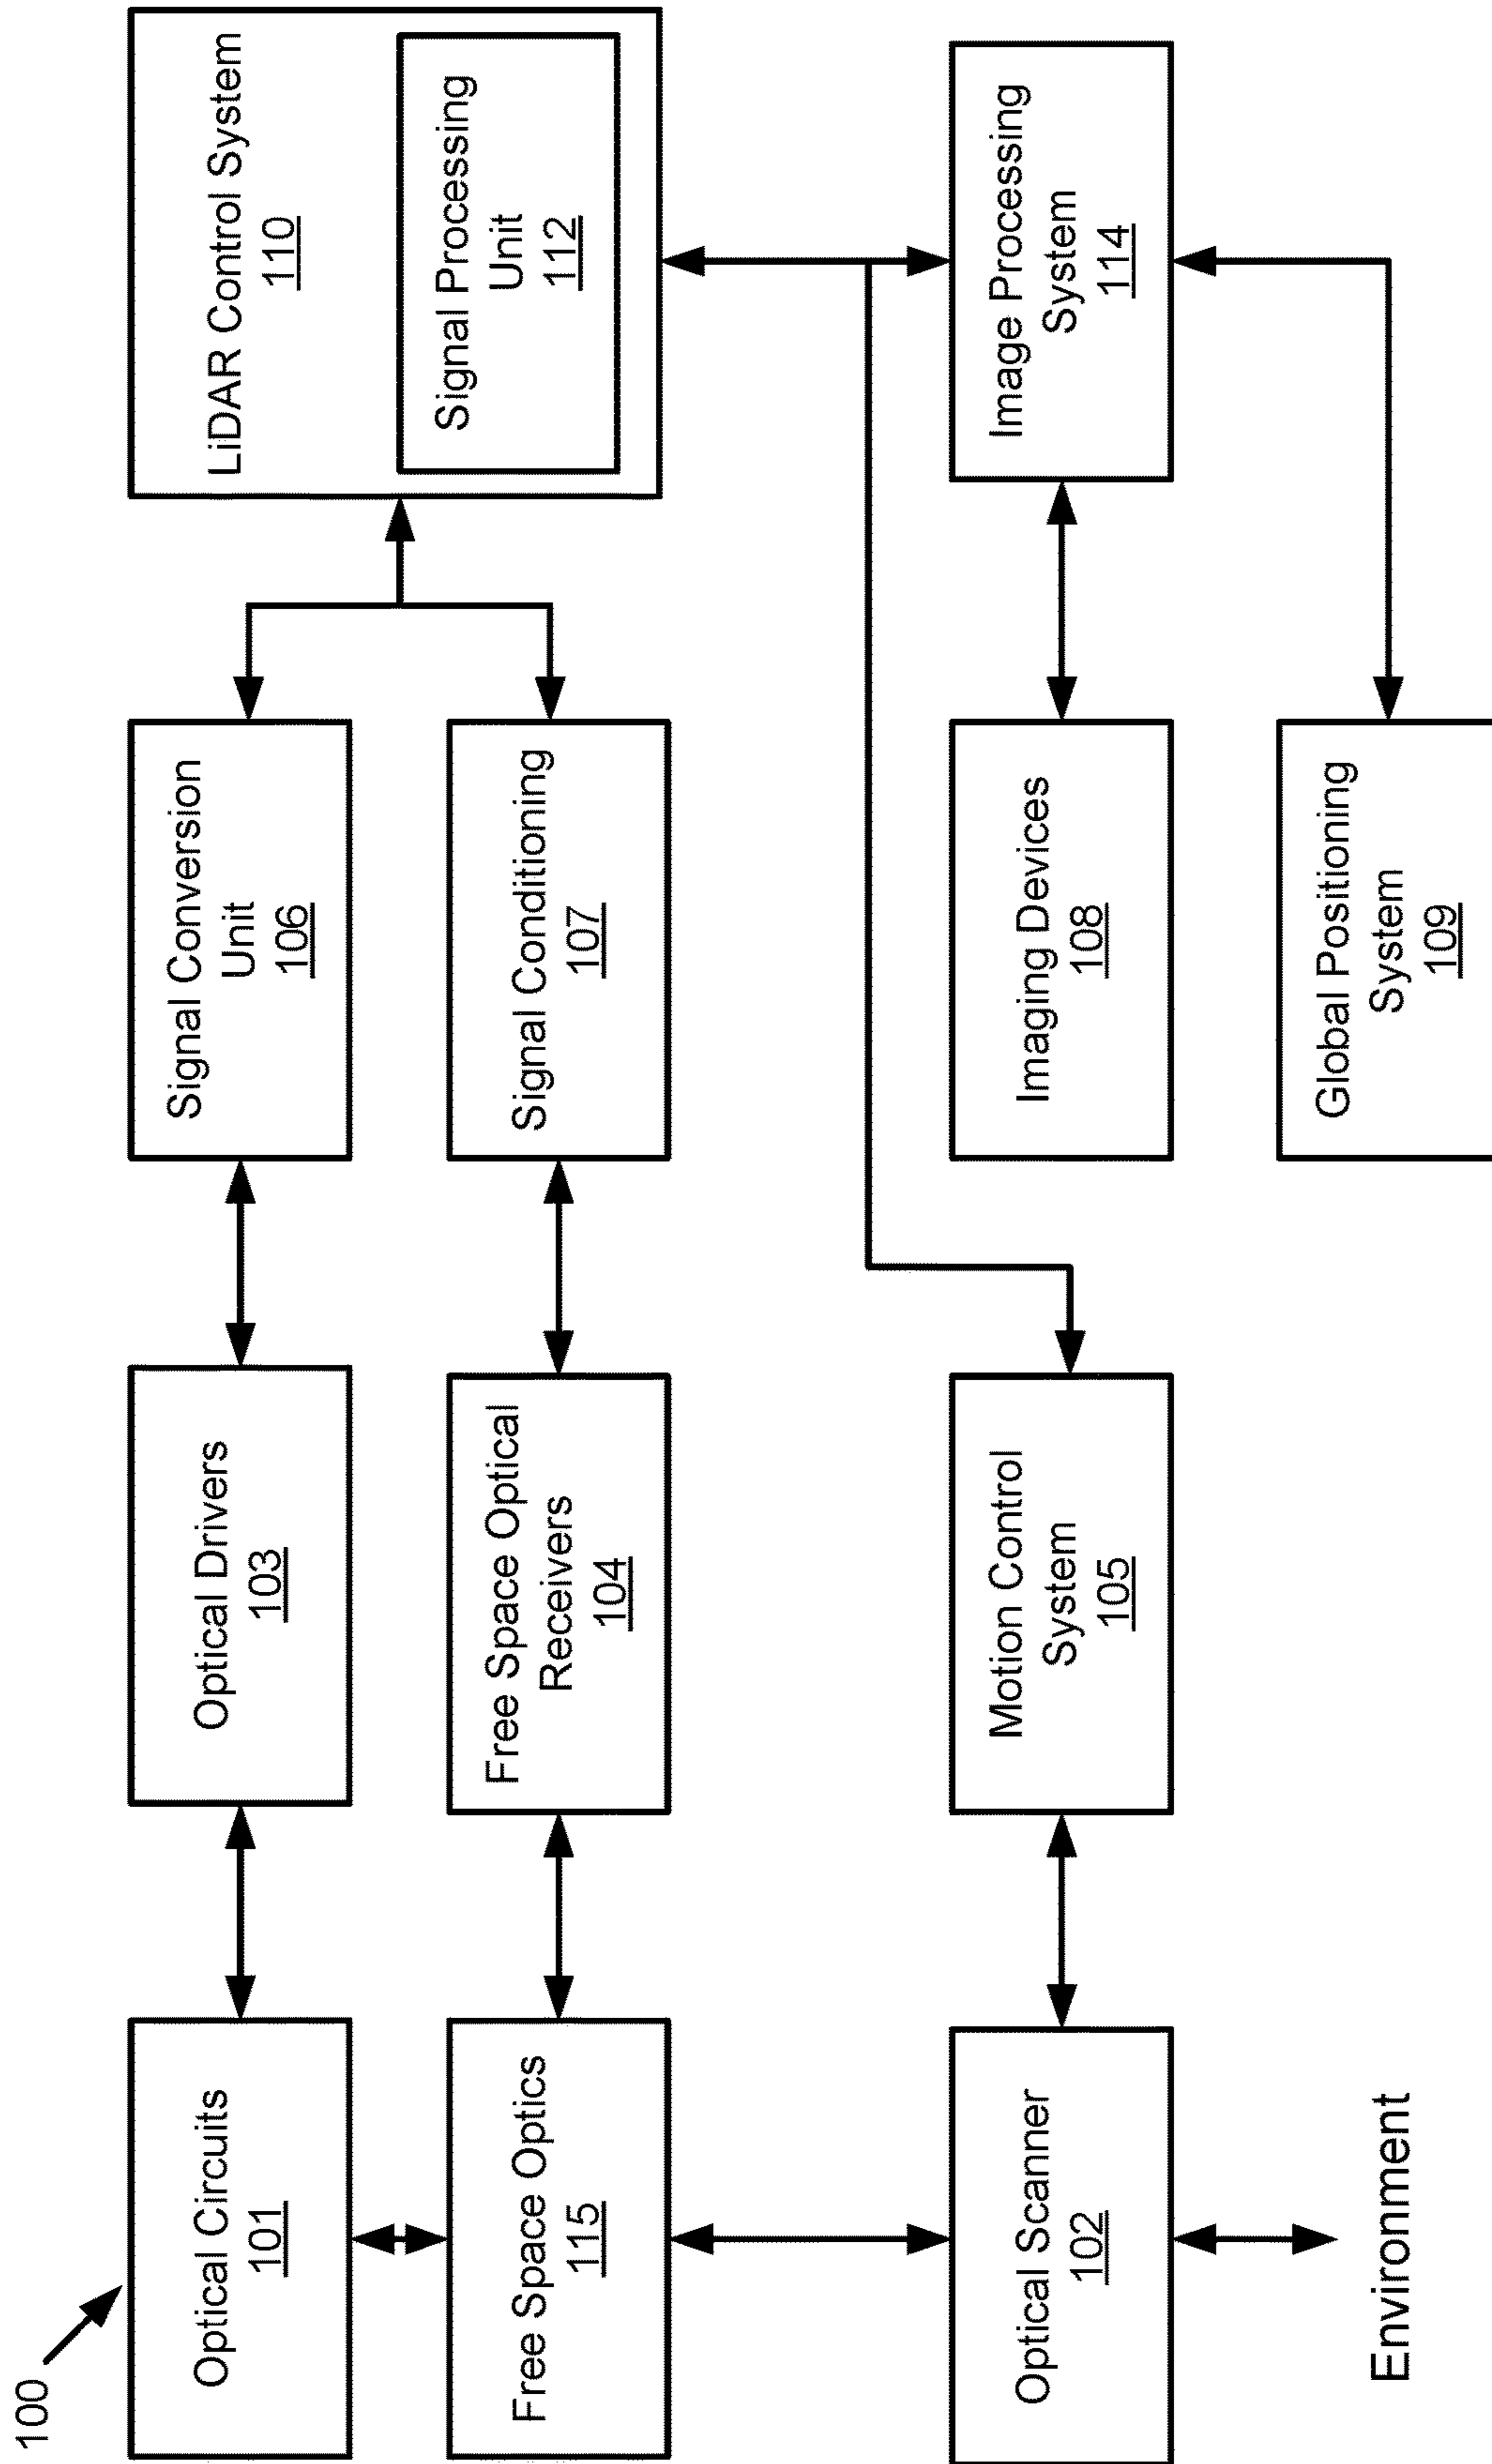 100
Optical Circuits
101
Optical Drivers
103
Signal Conversion
Unit
106
LiDAR Control System
110
Signal Processing
Unit
112
Free Space Optics
115
Free Space Optical
Receivers
104
Signal Conditioning
107
Optical Scanner
102
Motion Control
System
105
Imaging Devices
108
Image Processing
System
114
Global Positioning
System
109
Environment